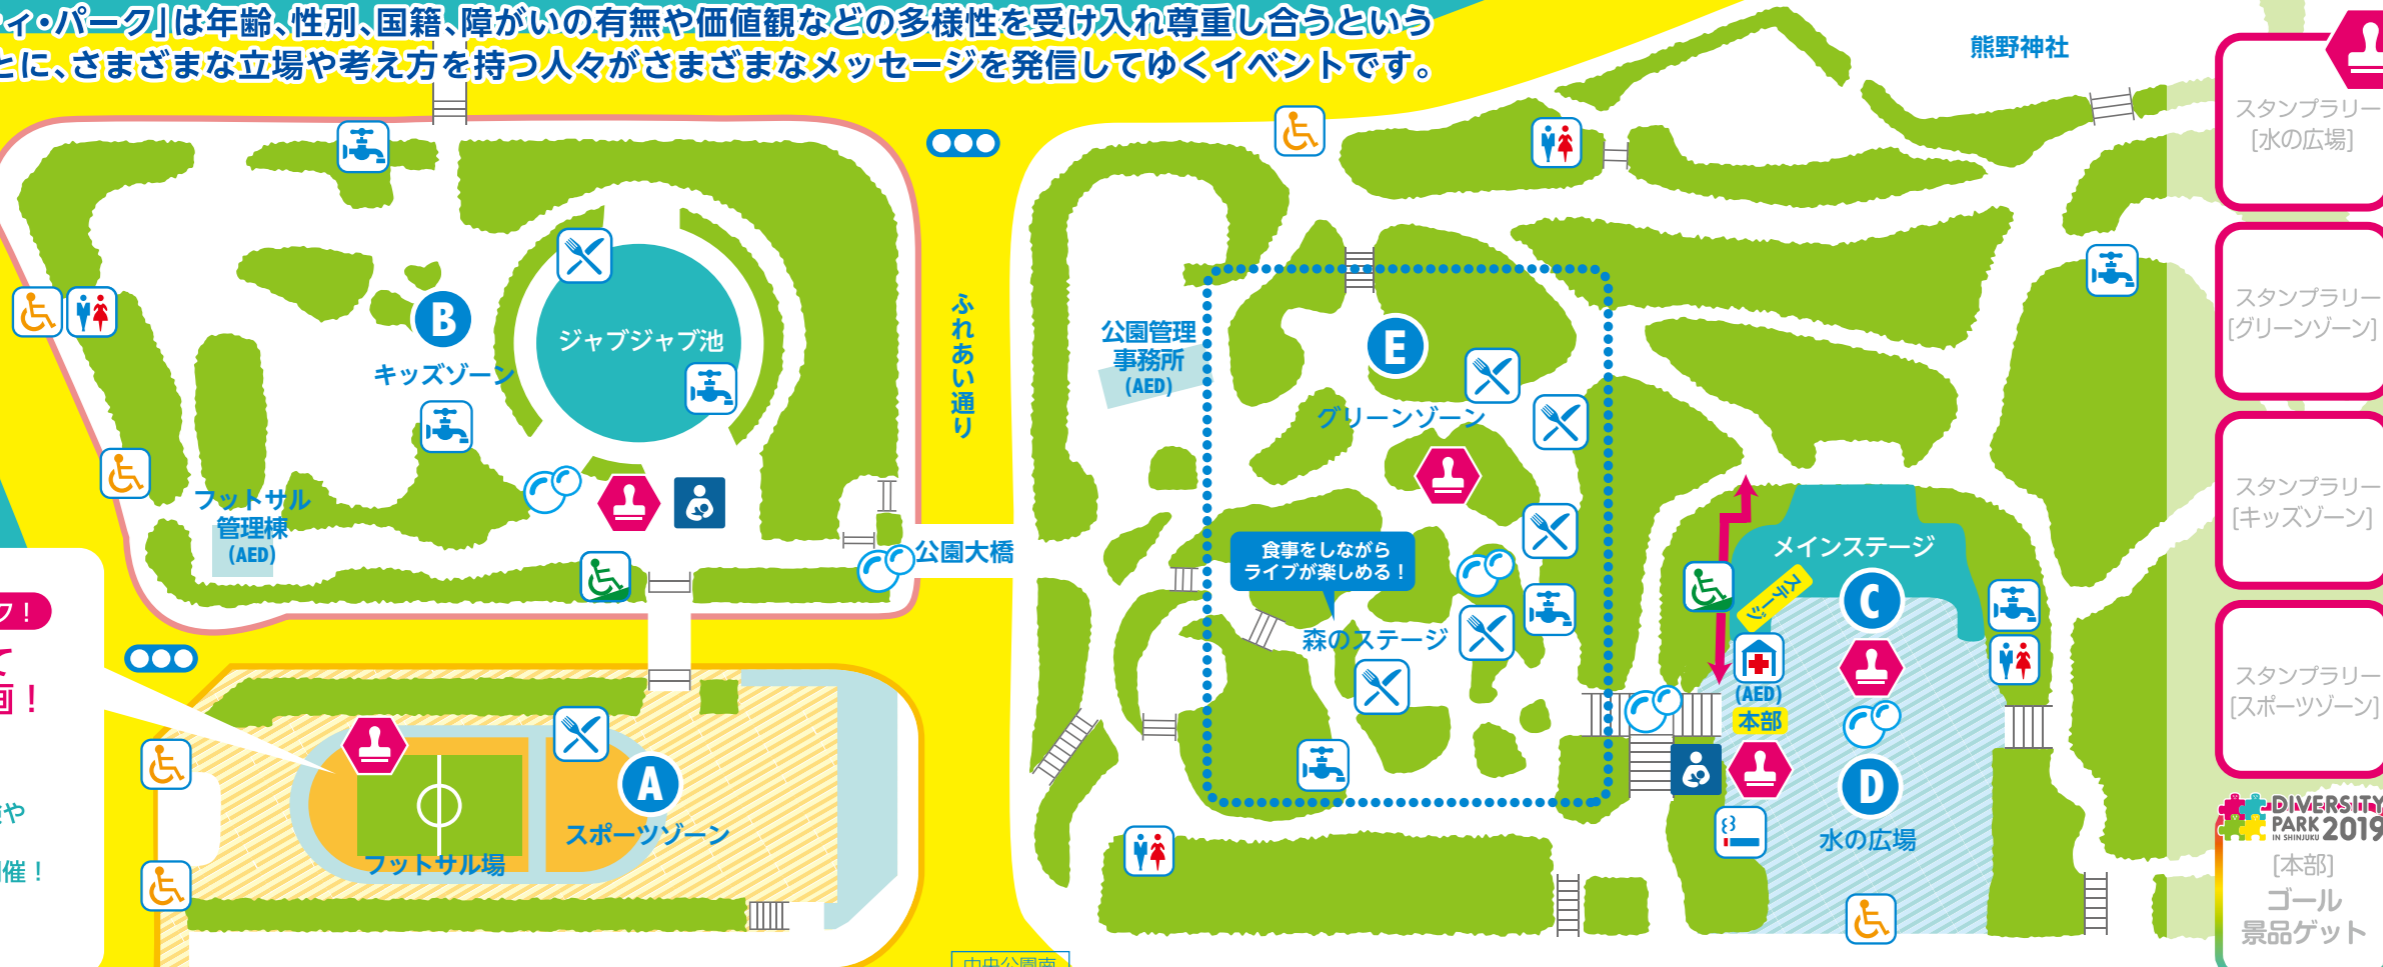 ィ・パーク」は年齢、性別、国籍、障がいの有無や価値観などの多様性を受け入れ尊重し合うという
とに、さまざまな立場や考え方を持つ人々がさまざまなメッセージを発信してゆくイベントです。
熊野神社
スタンプラリー
[水の広場]
スタンプラリー
[グリーンゾーン]
スタンプラリー
[キッズゾーン]
スタンプラリー
[スポーツゾーン]
DIVERSITY
PARK 2019
IN SHINJUKU
[本部]
ゴール
景品ゲット
B
キッズゾーン
ジャブジャブ池
フットサル
管理棟
(AED)
ふれあい通り
公園大橋
公園管理
事務所
(AED)
E
グリーンゾーン
食事をしながら
ライブが楽しめる!
森のステージ
メインステージ
ステージ
C
(AED)
本部
D
水の広場
ク!
て
画!
や
催!
A
スポーツゾーン
フットサル場
中央公園南